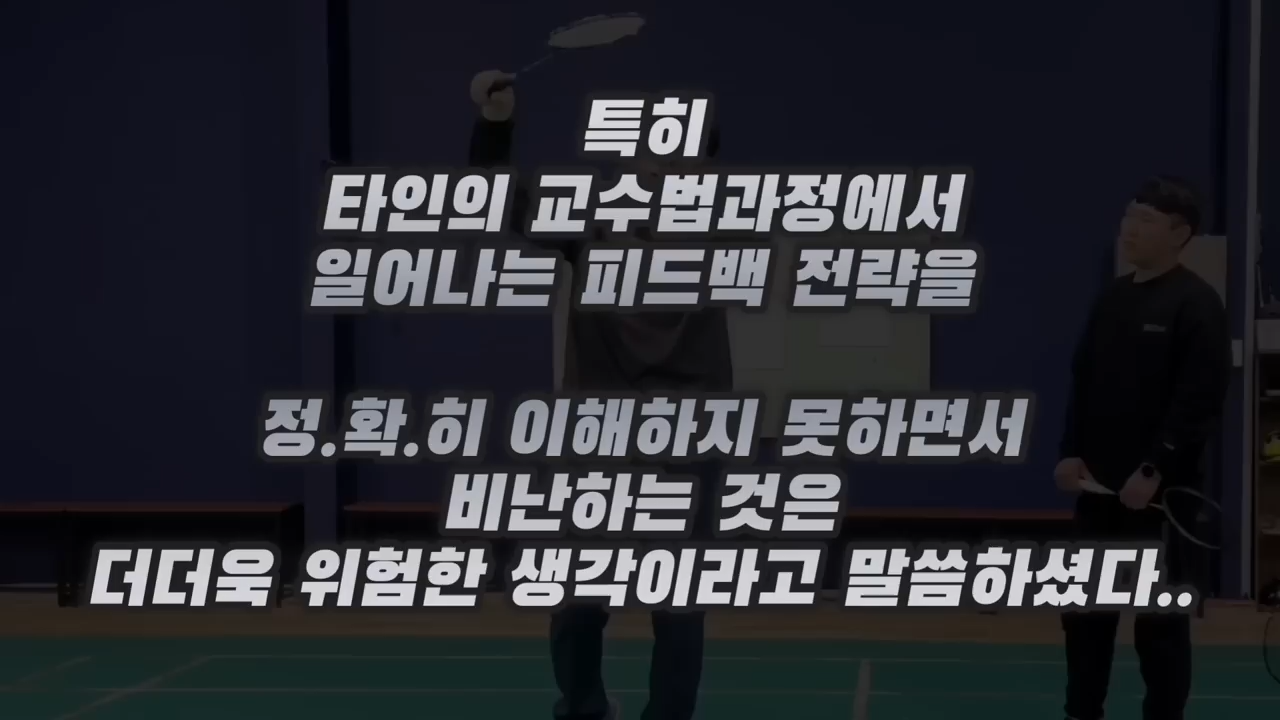 특히
타인의 교수법과정에서
일어나는 피드백 전략을
정.확.히 이해하지 못하면서
비난하는 것은
더더욱 위험한 생각이라고 말씀하셨다..